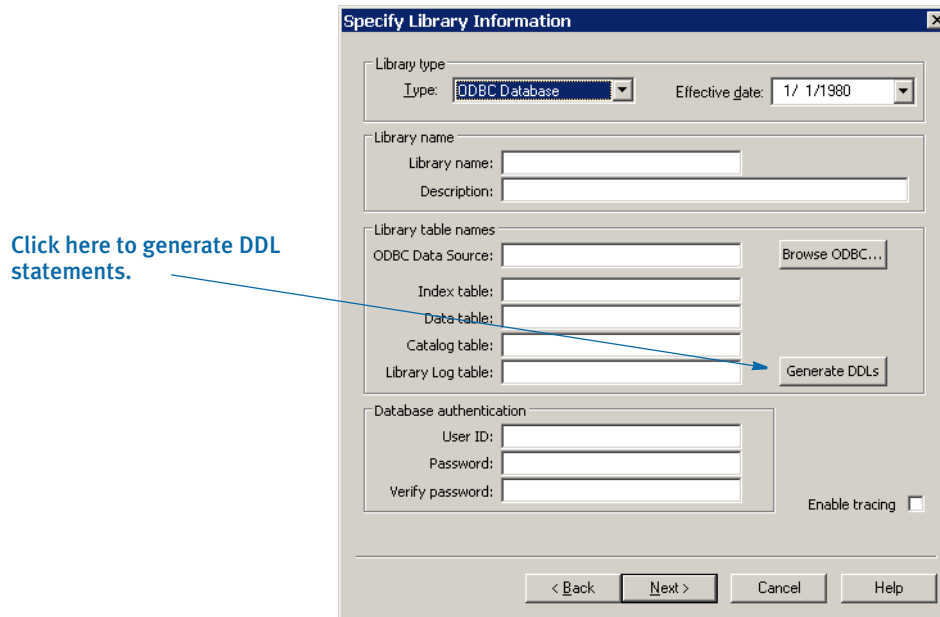 Specify Library Information
Library type
Type: ODBC Database Effective date: 1/ 1/1980
Library name
Library name:
Description:
Click here to generate DDL
statements.
Library table names
ODBC Data Source: Browse ODBC...
Index table:
Data table:
Catalog table:
Library Log table: Generate DDLs
Database authentication
User ID:
Password:
Verify password:
Enable tracing
< Back Next > Cancel Help